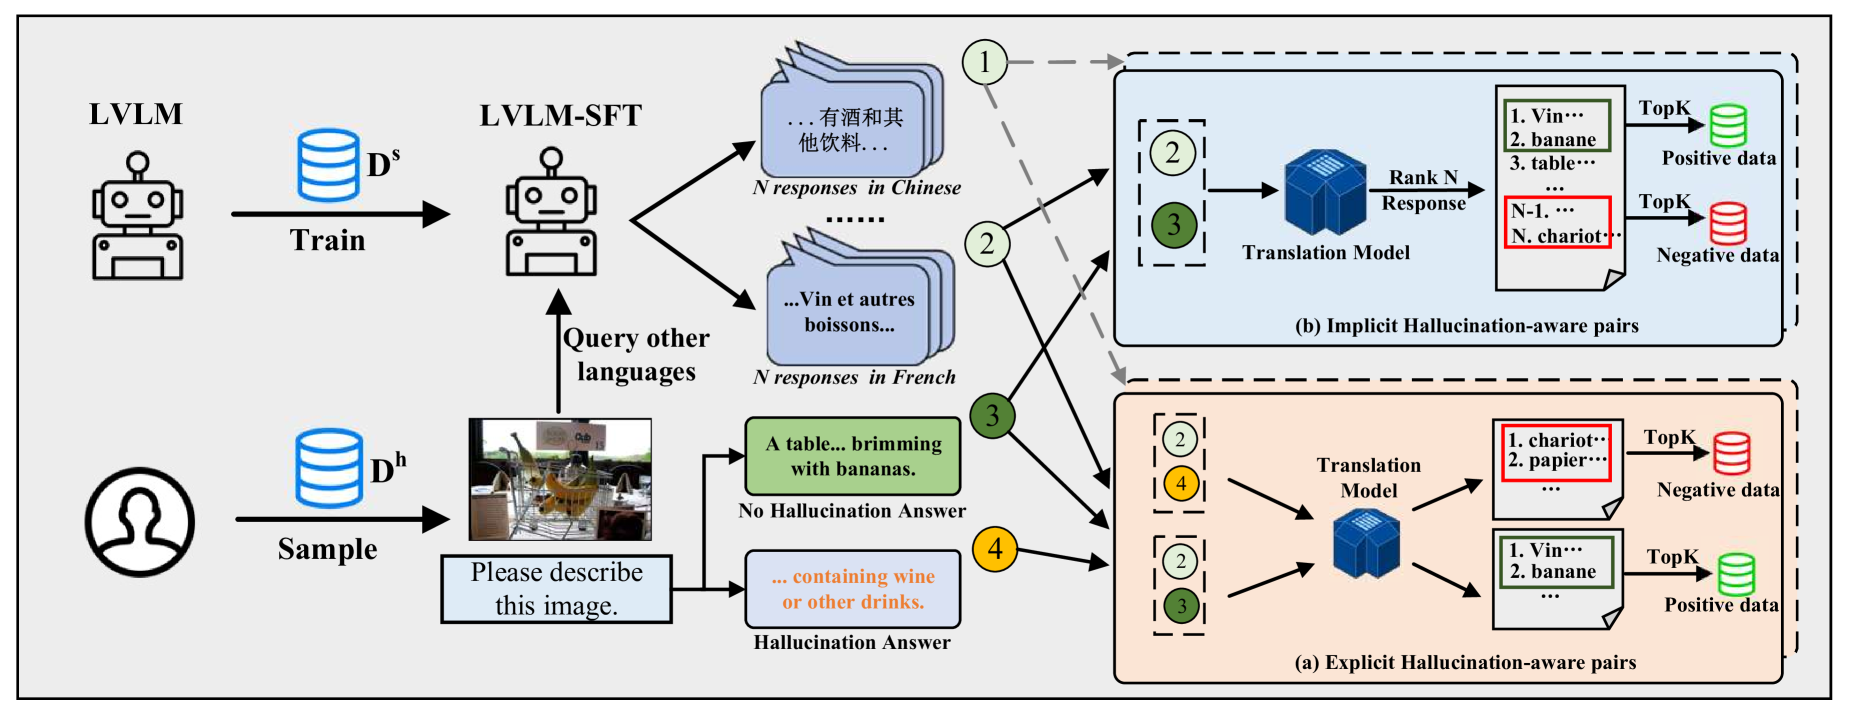 LVLM
Dˢ
Train
LVLM-SFT
...有酒和其
他饮料...
N responses in Chinese
......
...Vin et autres
boissons...
N responses in French
Query other
languages
Dʰ
Sample
Please describe
this image.
A table... brimming
with bananas.
No Hallucination Answer
... containing wine
or other drinks.
Hallucination Answer
1
2
3
4
2
3
Translation Model
Rank N
Response
1. Vin...
2. banane
3. table...
...
N-1. ...
N. chariot...
TopK
Positive data
TopK
Negative data
(b) Implicit Hallucination-aware pairs
2
4
2
3
Translation
Model
1. chariot...
2. papier...
...
TopK
Negative data
1. Vin...
2. banane
...
TopK
Positive data
(a) Explicit Hallucination-aware pairs